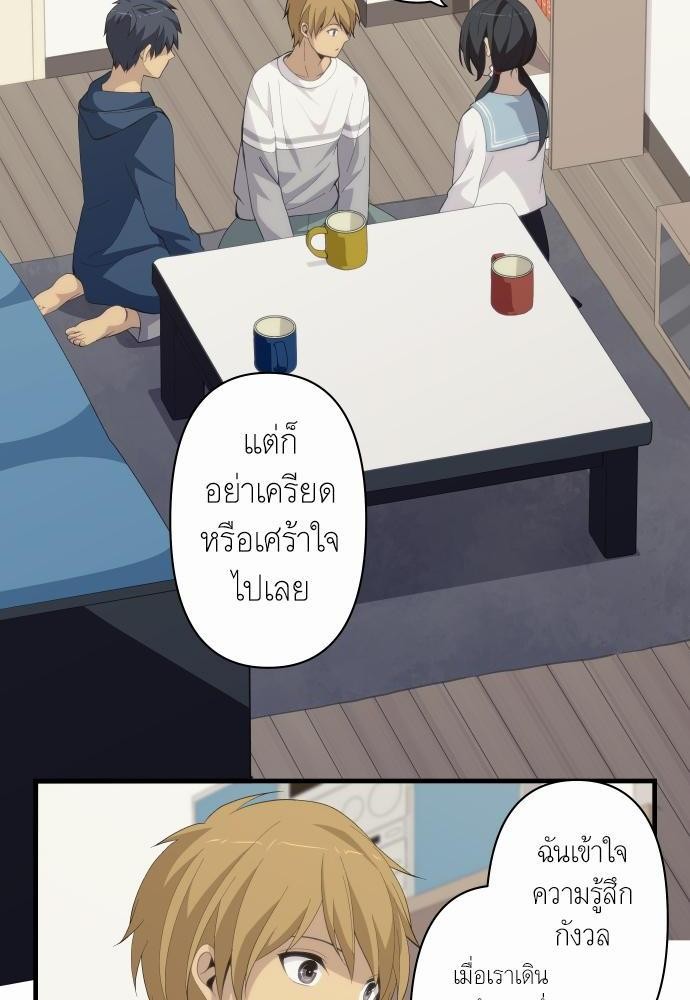 แต่ก็
อย่าเครียด
หรือเศร้าใจ
ไปเลย
ฉันเข้าใจ
ความรู้สึก
กังวล
เมื่อเราเดิน